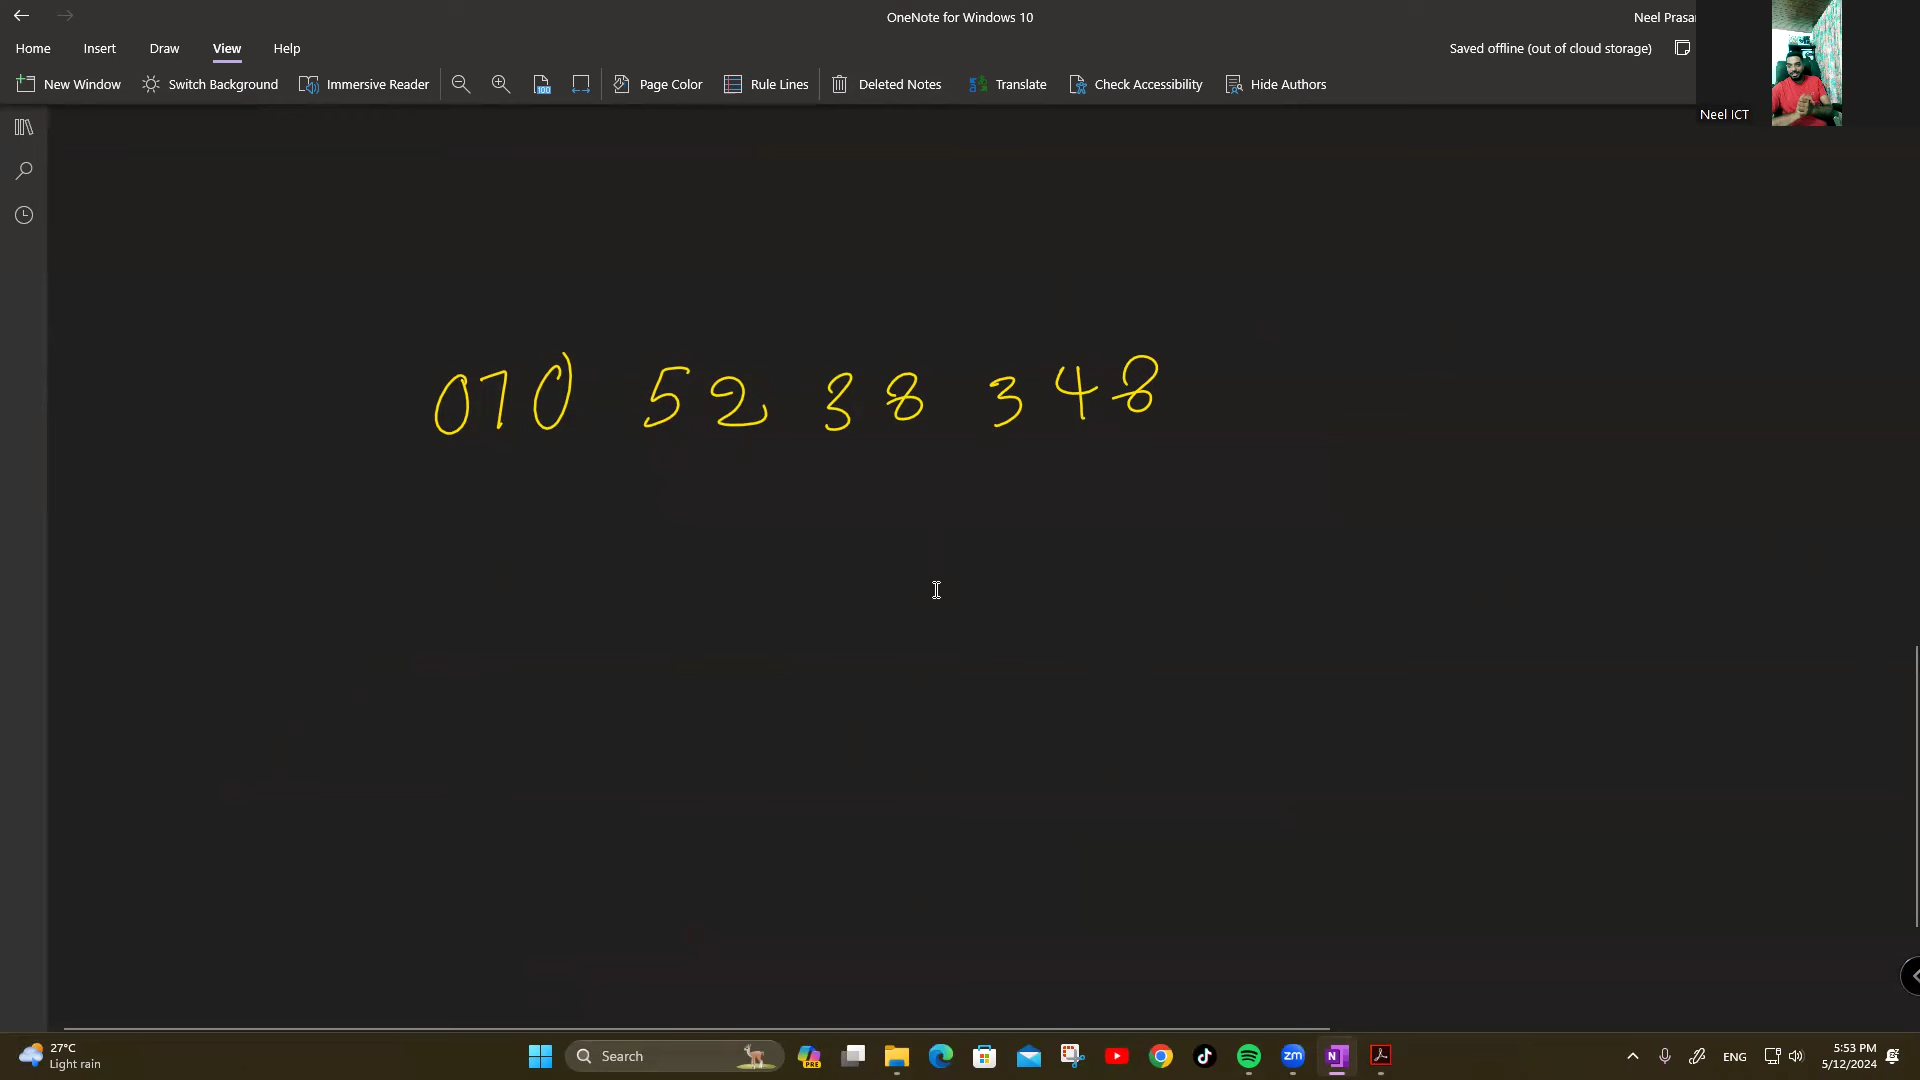 OneNote for Windows 10
Neel Prasa
Home Insert Draw View Help
Saved offline (out of cloud storage)
New Window Switch Background Immersive Reader Page Color Rule Lines Deleted Notes Translate Check Accessibility Hide Authors
Neel ICT
070 52 38 348
27°C
Light rain
Search
PRE
zm
ENG
5:53 PM
5/12/2024